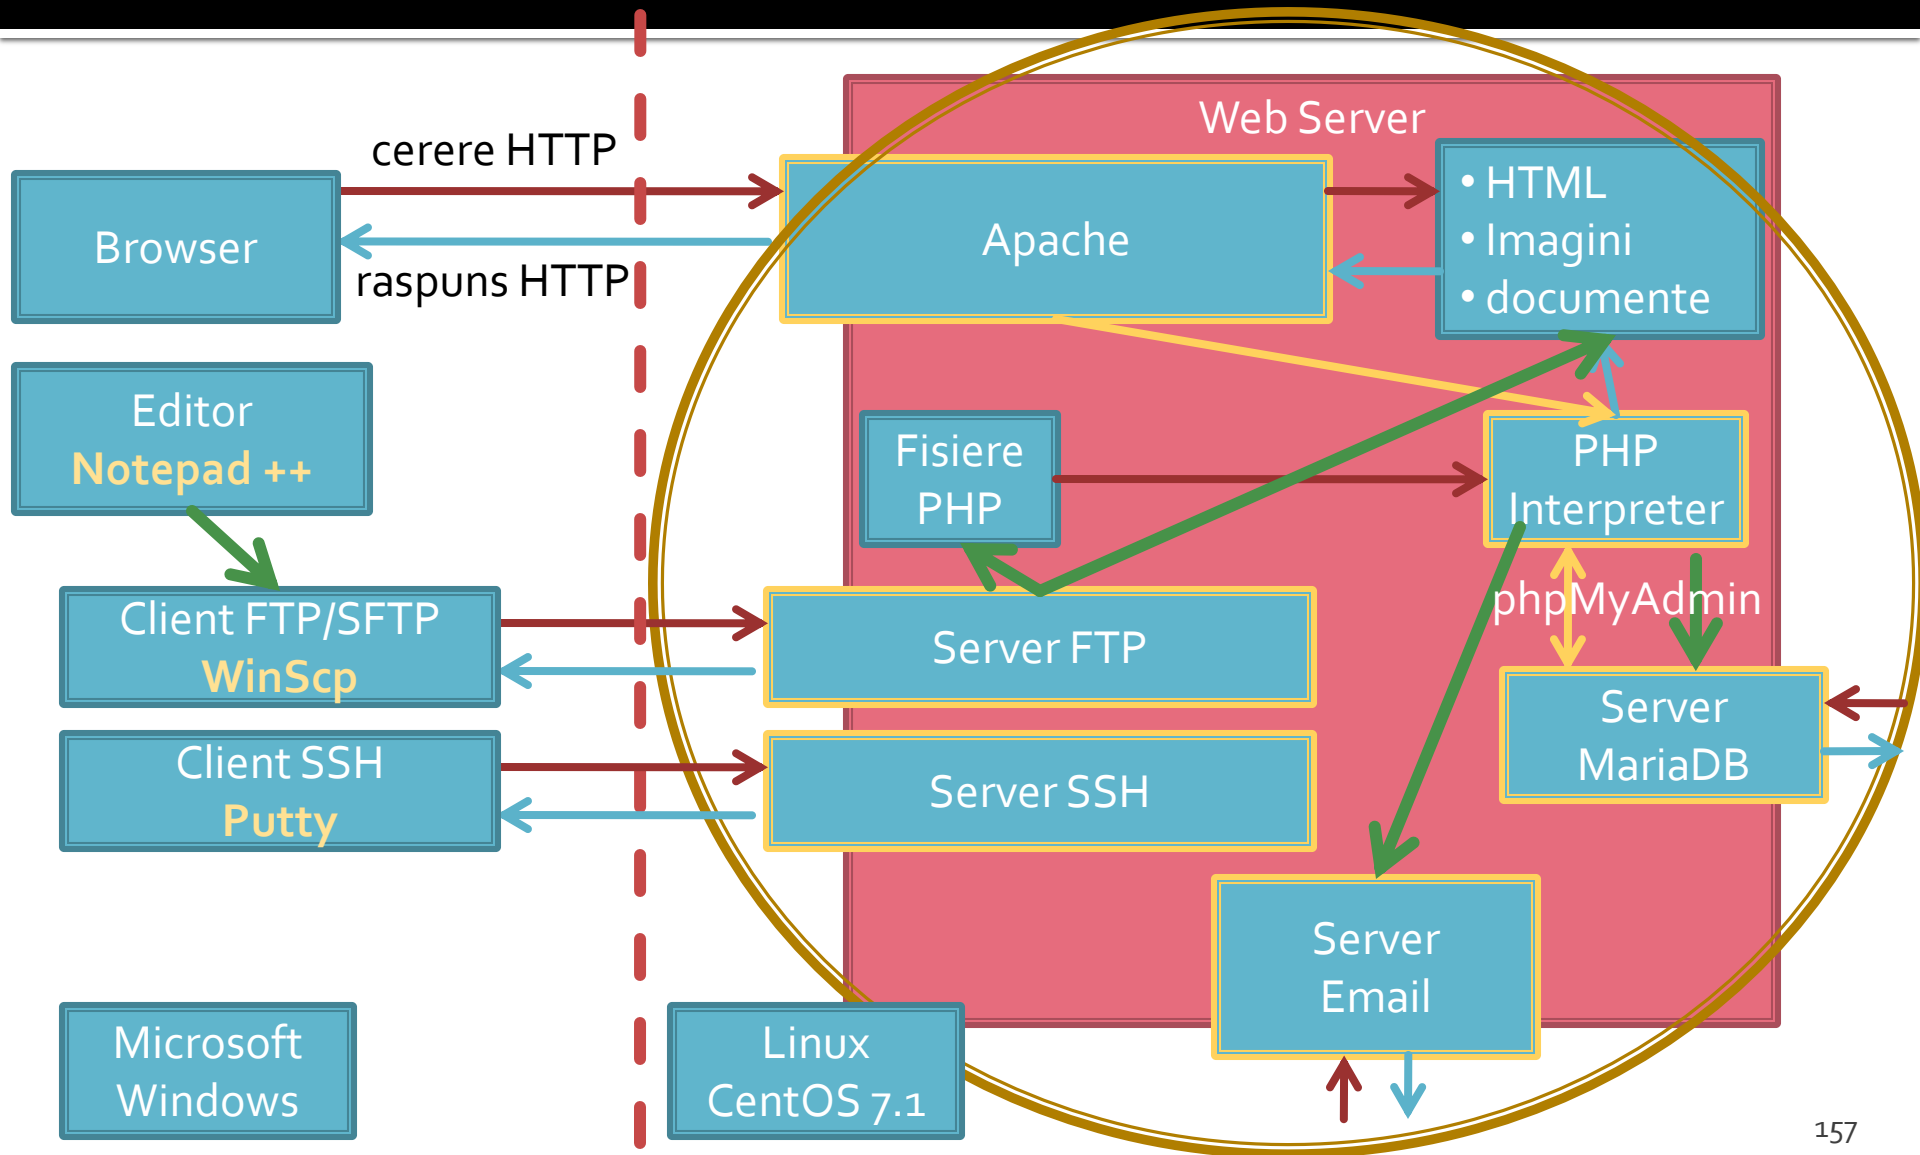 Web Server
cerere HTTP
raspuns HTTP
Browser
Apache
• HTML
• Imagini
• documente
Editor
Notepad ++
Fisiere
PHP
PHP
Interpreter
phpMyAdmin
Client FTP/SFTP
WinScp
Server FTP
Server
MariaDB
Client SSH
Putty
Server SSH
Server
Email
Microsoft
Windows
Linux
CentOS 7.1
157